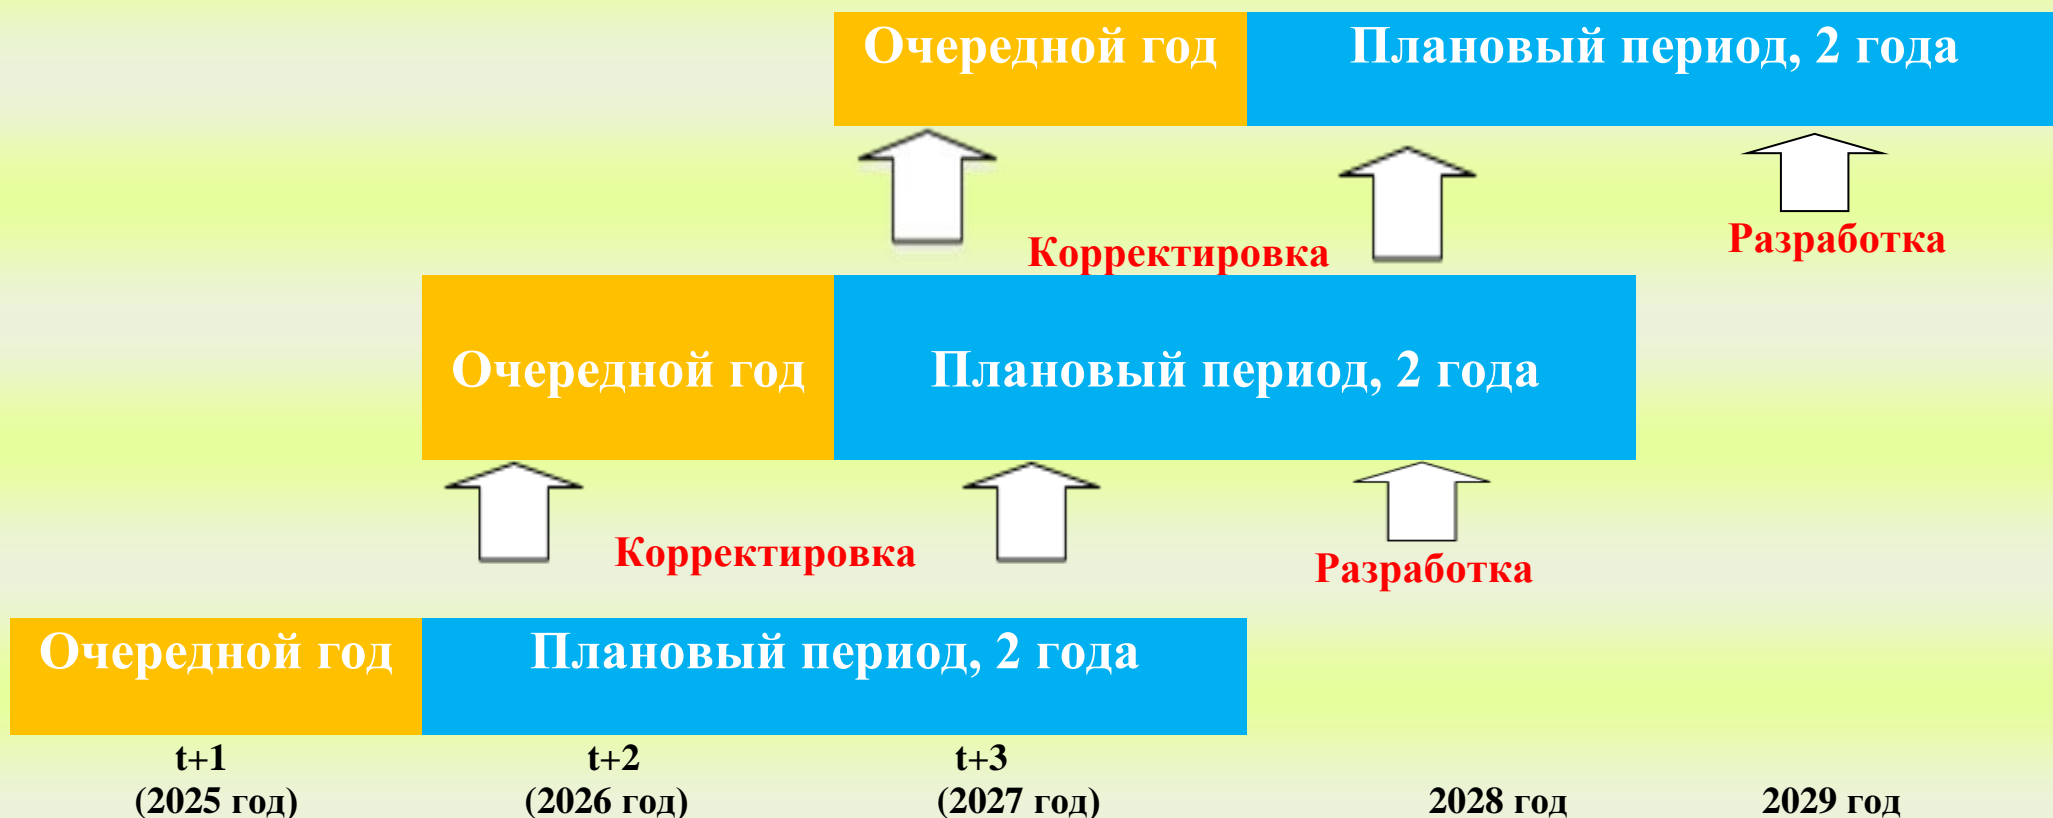 Очередной год
Плановый период, 2 года
Корректировка
Разработка
Очередной год
Плановый период, 2 года
Корректировка
Разработка
Очередной год
Плановый период, 2 года
t+1
t+2
t+3
(2025 год)
(2026 год)
(2027 год)
2028 год
2029 год